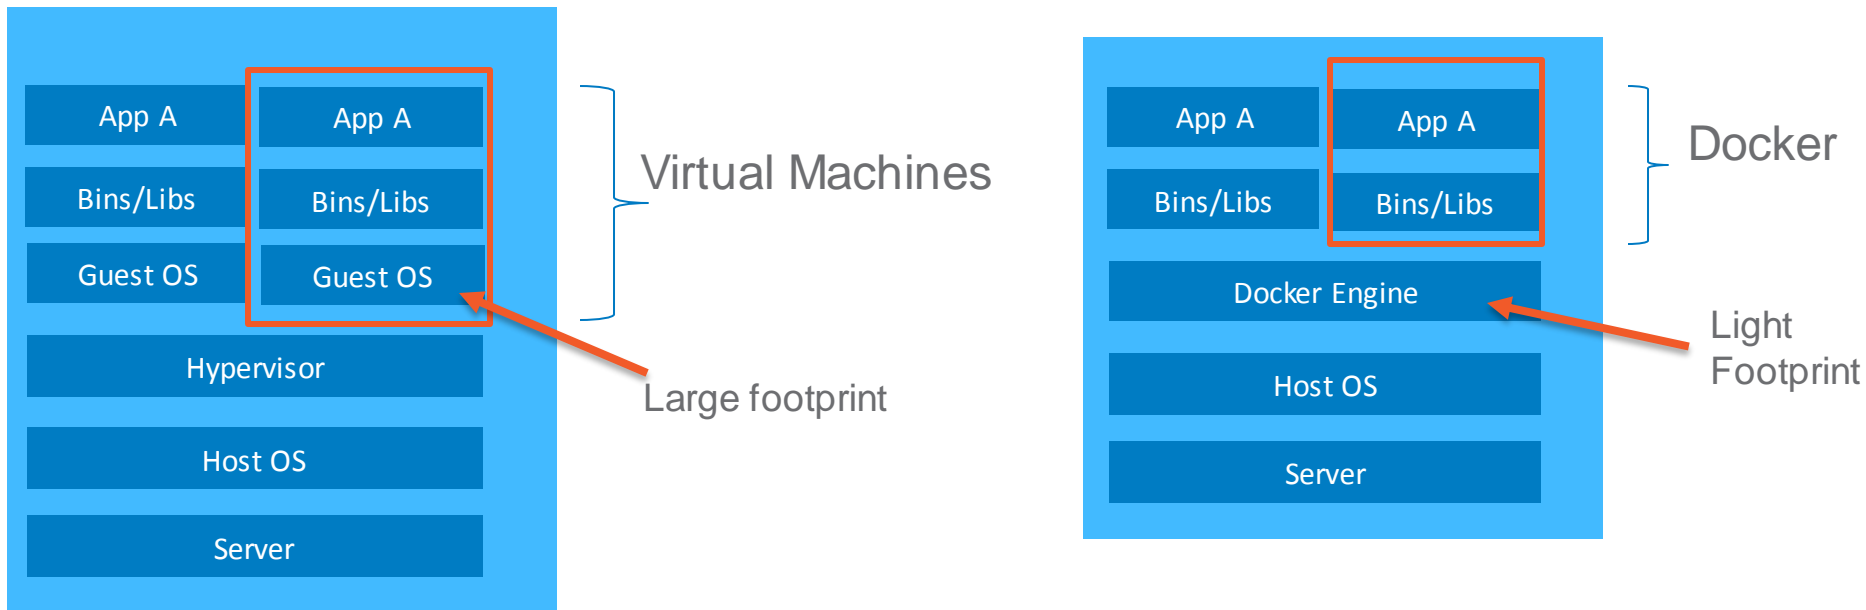 App A
App A
Bins/Libs
Bins/Libs
Guest OS
Guest OS
Hypervisor
Host OS
Server
Virtual Machines
Large footprint
App A
App A
Bins/Libs
Bins/Libs
Docker Engine
Host OS
Server
Docker
Light
Footprint